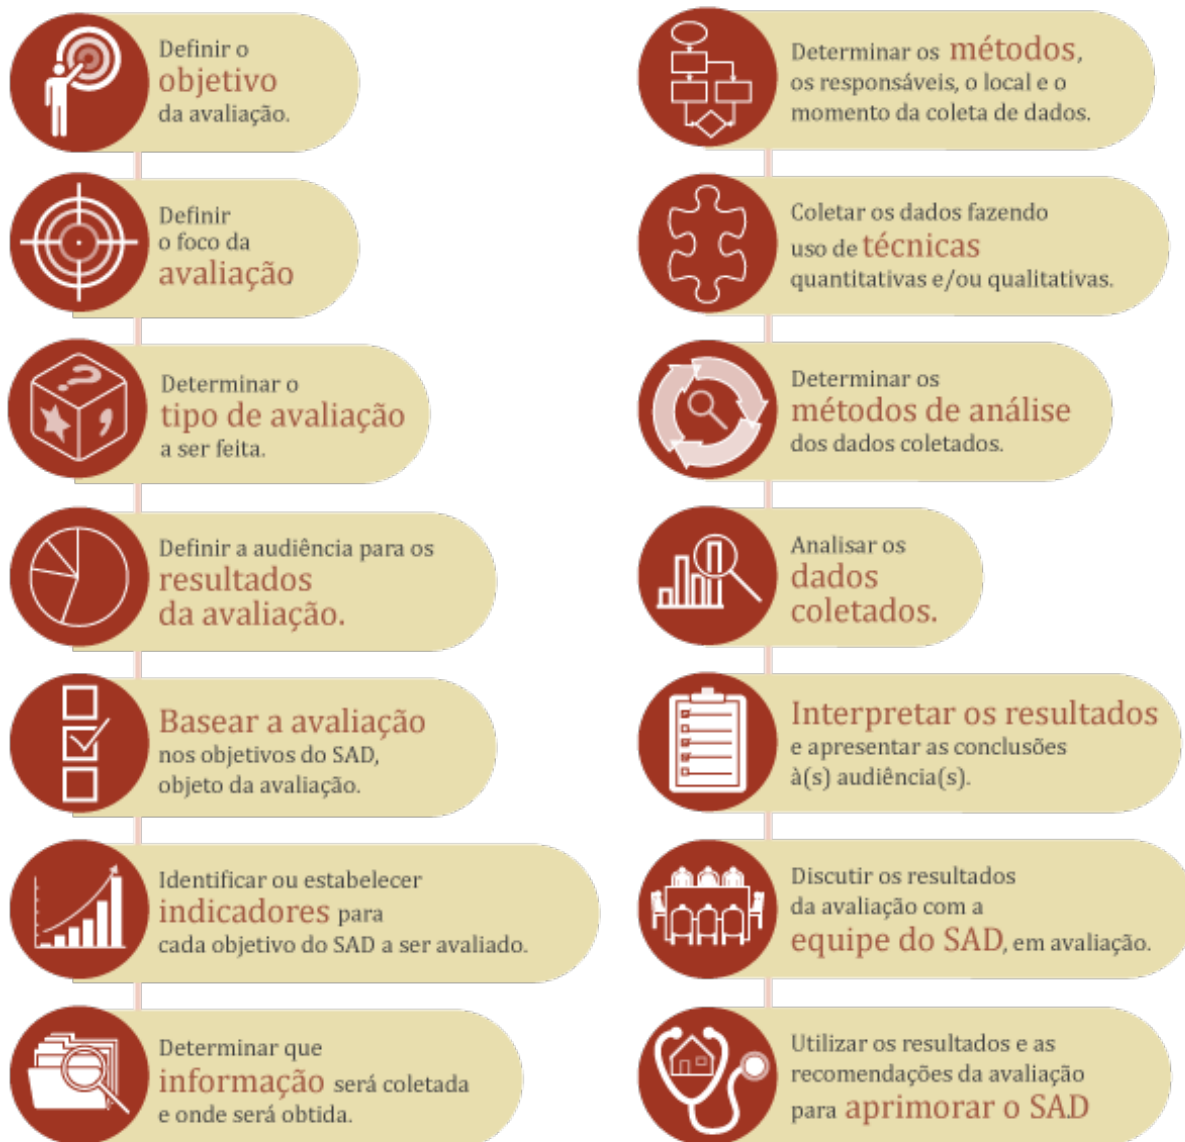 Definir o
objetivo
da avaliação.
Definir
o foco da
avaliação
Determinar o
tipo de avaliação
a ser feita.
Definir a audiência para os
resultados
da avaliação.
Basear a avaliação
nos objetivos do SAD,
objeto da avaliação.
Identificar ou estabelecer
indicadores para
cada objetivo do SAD a ser avaliado.
Determinar que
informação será coletada
e onde será obtida.
Determinar os métodos,
os responsáveis, o local e o
momento da coleta de dados.
Coletar os dados fazendo
uso de técnicas
quantitativas e/ou qualitativas.
Determinar os
métodos de análise
dos dados coletados.
Analisar os
dados
coletados.
Interpretar os resultados
e apresentar as conclusões
à(s) audiência(s).
Discutir os resultados
da avaliação com a
equipe do SAD, em avaliação.
Utilizar os resultados e as
recomendações da avaliação
para aprimorar o SAD